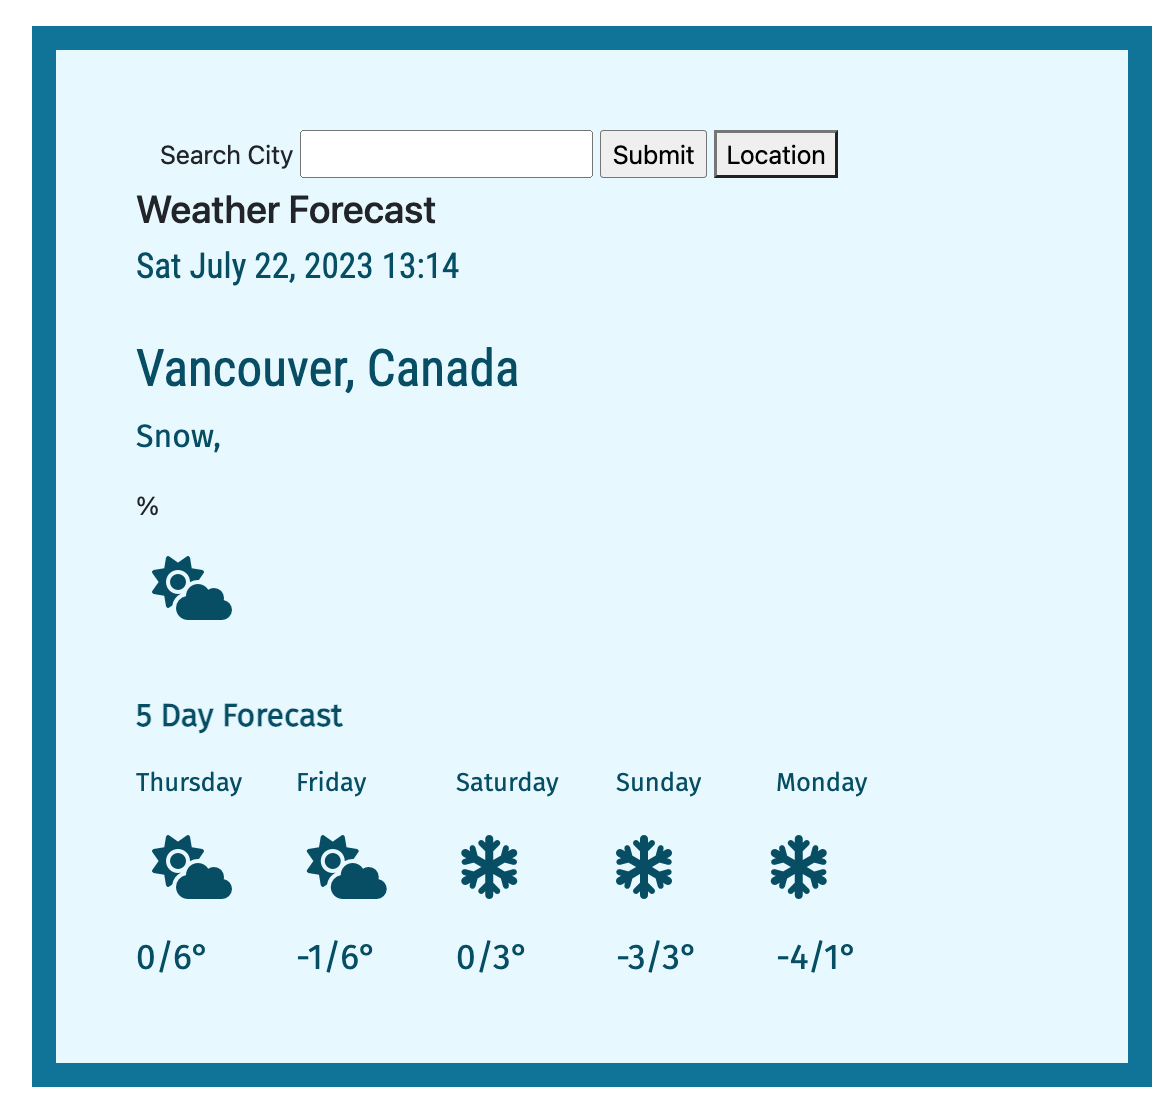 Search City Submit Location
Weather Forecast
Sat July 22, 2023 13:14
Vancouver, Canada
Snow,
%
5 Day Forecast
Thursday Friday Saturday Sunday Monday
0/6° -1/6° 0/3° -3/3° -4/1°